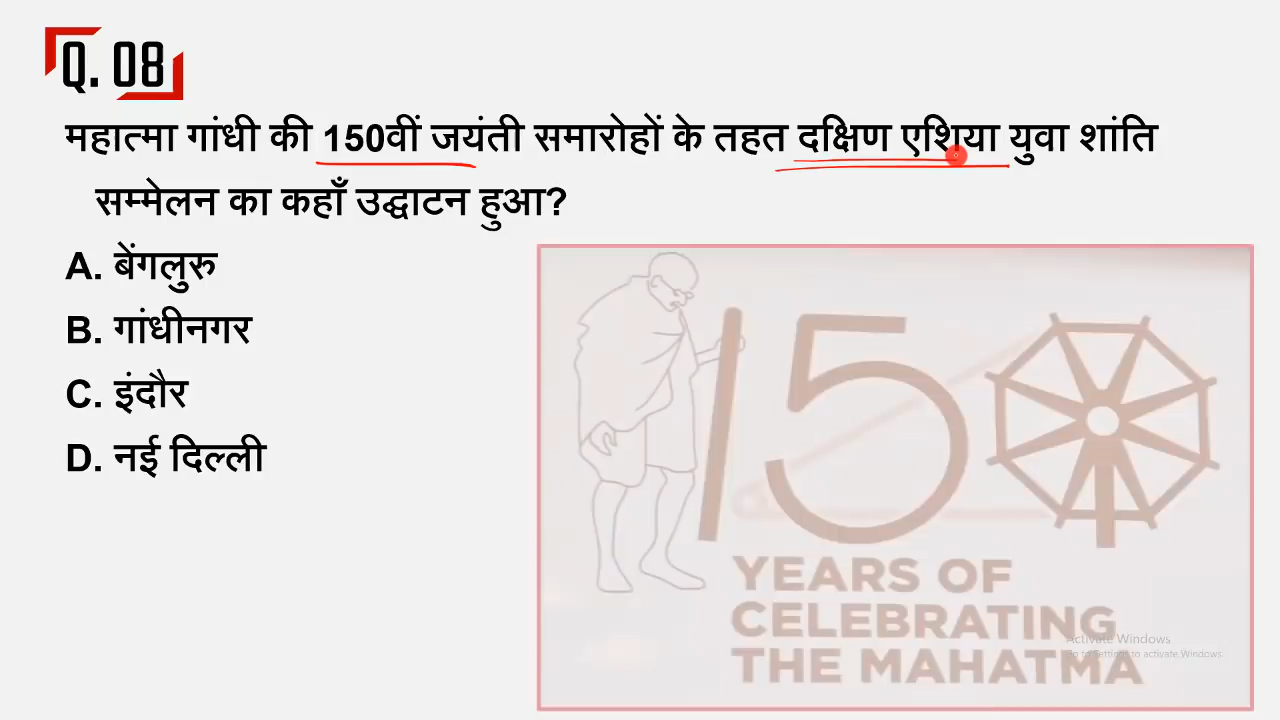 Q. 08
महात्मा गांधी की 150वीं जयंती समारोहों के तहत दक्षिण एशिया युवा शांति
सम्मेलन का कहाँ उद्घाटन हुआ?
A. बेंगलुरु
B. गांधीनगर
C. इंदौर
D. नई दिल्ली
150
YEARS OF
CELEBRATING
THE MAHATMA
Activate Windows
Go to Settings to activate Windows.